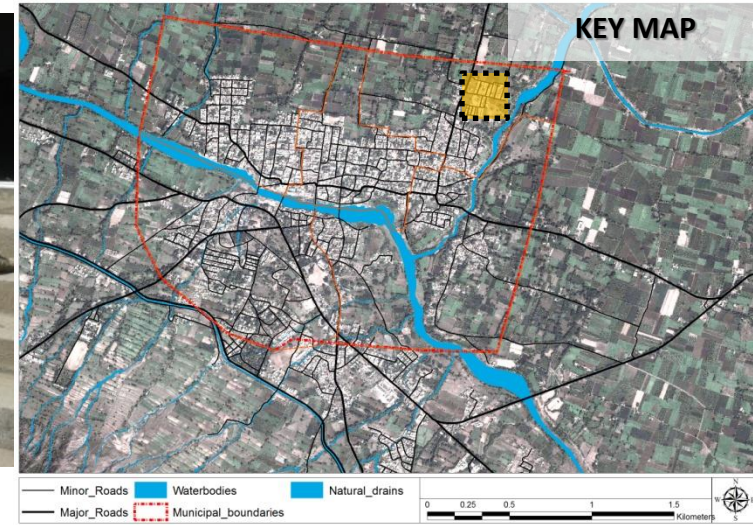 KEY MAP
Minor_Roads Waterbodies Natural_drains
Major_Roads Municipal_boundaries
0 0.25 0.5 1 1.5
Kilometers
N